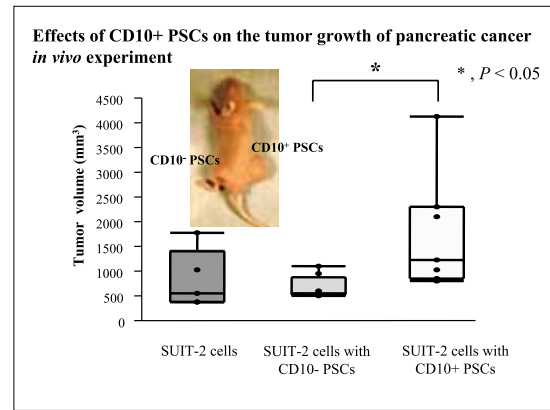 Effects of CD10+ PSCs on the tumor growth of pancreatic cancer
in vivo experiment
*
* , P < 0.05
Tumor volume (mm³)
4500
4000
3500
3000
2500
2000
1500
1000
500
0
CD10- PSCs
CD10+ PSCs
SUIT-2 cells
SUIT-2 cells with
CD10- PSCs
SUIT-2 cells with
CD10+ PSCs